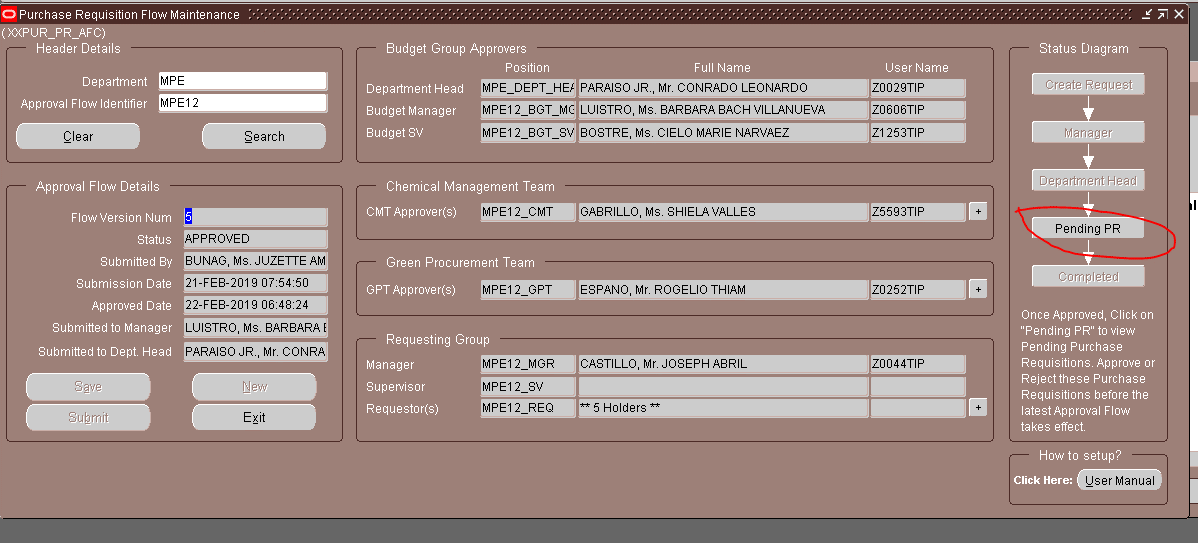 Purchase Requisition Flow Maintenance
(XXPUR_PR_AFC)
Header Details
Department MPE
Approval Flow Identifier MPE12
Clear Search
Approval Flow Details
Flow Version Num 5
Status APPROVED
Submitted By BUNAG, Ms. JUZETTE AM
Submission Date 21-FEB-2019 07:54:50
Approved Date 22-FEB-2019 06:48:24
Submitted to Manager LUISTRO, Ms. BARBARA B
Submitted to Dept. Head PARAISO JR., Mr. CONRA
Save New
Submit Exit
Budget Group Approvers
Position Full Name User Name
Department Head MPE_DEPT_HEA PARAISO JR., Mr. CONRADO LEONARDO Z0029TIP
Budget Manager MPE12_BGT_MG LUISTRO, Ms. BARBARA BACH VILLANUEVA Z0606TIP
Budget SV MPE12_BGT_SV BOSTRE, Ms. CIELO MARIE NARVAEZ Z1253TIP
Chemical Management Team
CMT Approver(s) MPE12_CMT GABRILLO, Ms. SHIELA VALLES Z5593TIP +
Green Procurement Team
GPT Approver(s) MPE12_GPT ESPANO, Mr. ROGELIO THIAM Z0252TIP +
Requesting Group
Manager MPE12_MGR CASTILLO, Mr. JOSEPH ABRIL Z0044TIP
Supervisor MPE12_SV
Requestor(s) MPE12_REQ ** 5 Holders ** +
Status Diagram
Create Request
Manager
Department Head
Pending PR
Completed
Once Approved, Click on
"Pending PR" to view
Pending Purchase
Requisitions. Approve or
Reject these Purchase
Requisitions before the
latest Approval Flow
takes effect.
How to setup?
Click Here: User Manual